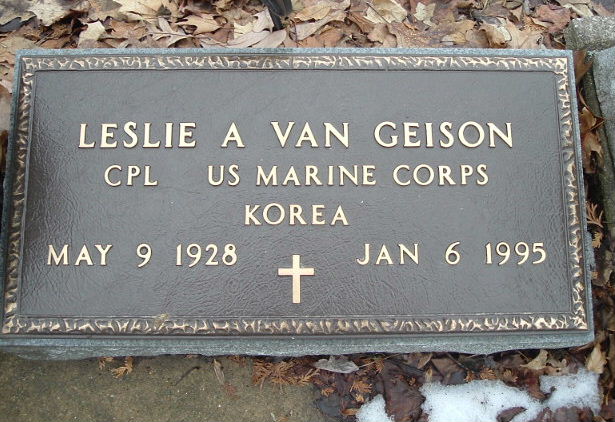 LESLIE A VAN GEISON
CPL US MARINE CORPS
KOREA
MAY 9 1928 JAN 6 1995